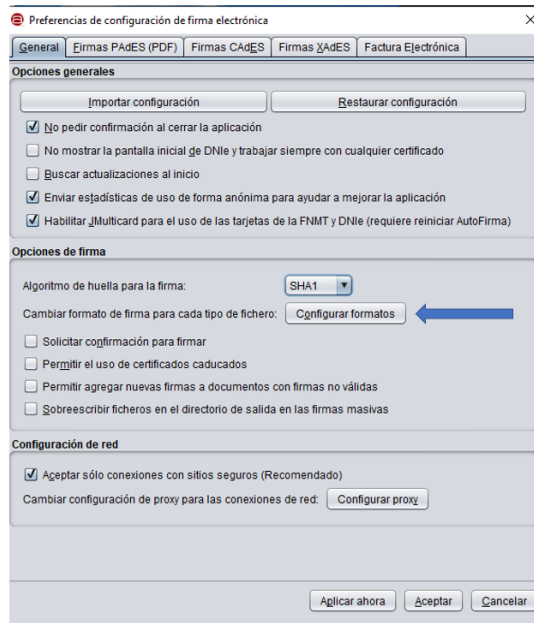 Preferencias de configuración de firma electrónica
General Firmas PAdES (PDF) Firmas CAdES Firmas XAdES Factura Electrónica
Opciones generales
Importar configuración Restaurar configuración
No pedir confirmación al cerrar la aplicación
No mostrar la pantalla inicial de DNIe y trabajar siempre con cualquier certificado
Buscar actualizaciones al inicio
Enviar estadísticas de uso de forma anónima para ayudar a mejorar la aplicación
Habilitar JMulticard para el uso de las tarjetas de la FNMT y DNIe (requiere reiniciar AutoFirma)
Opciones de firma
Algoritmo de huella para la firma: SHA1
Cambiar formato de firma para cada tipo de fichero: Configurar formatos
Solicitar confirmación para firmar
Permitir el uso de certificados caducados
Permitir agregar nuevas firmas a documentos con firmas no válidas
Sobreescribir ficheros en el directorio de salida en las firmas masivas
Configuración de red
Aceptar sólo conexiones con sitios seguros (Recomendado)
Cambiar configuración de proxy para las conexiones de red: Configurar proxy
Aplicar ahora Aceptar Cancelar